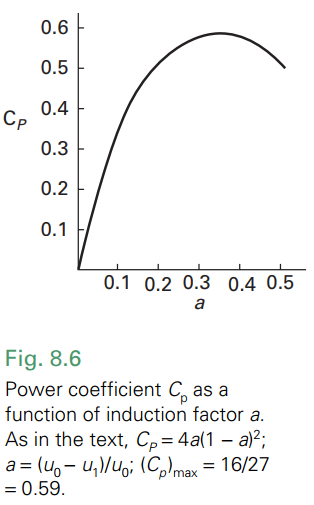 0.6
0.5
0.4
C_P
0.3
0.2
0.1
0.1 0.2 0.3 0.4 0.5
a
Fig. 8.6
Power coefficient C_p as a
function of induction factor a.
As in the text, C_P = 4a(1 – a)²;
a = (u₀ – u₁)/u₀; (C_p)max = 16/27
= 0.59.